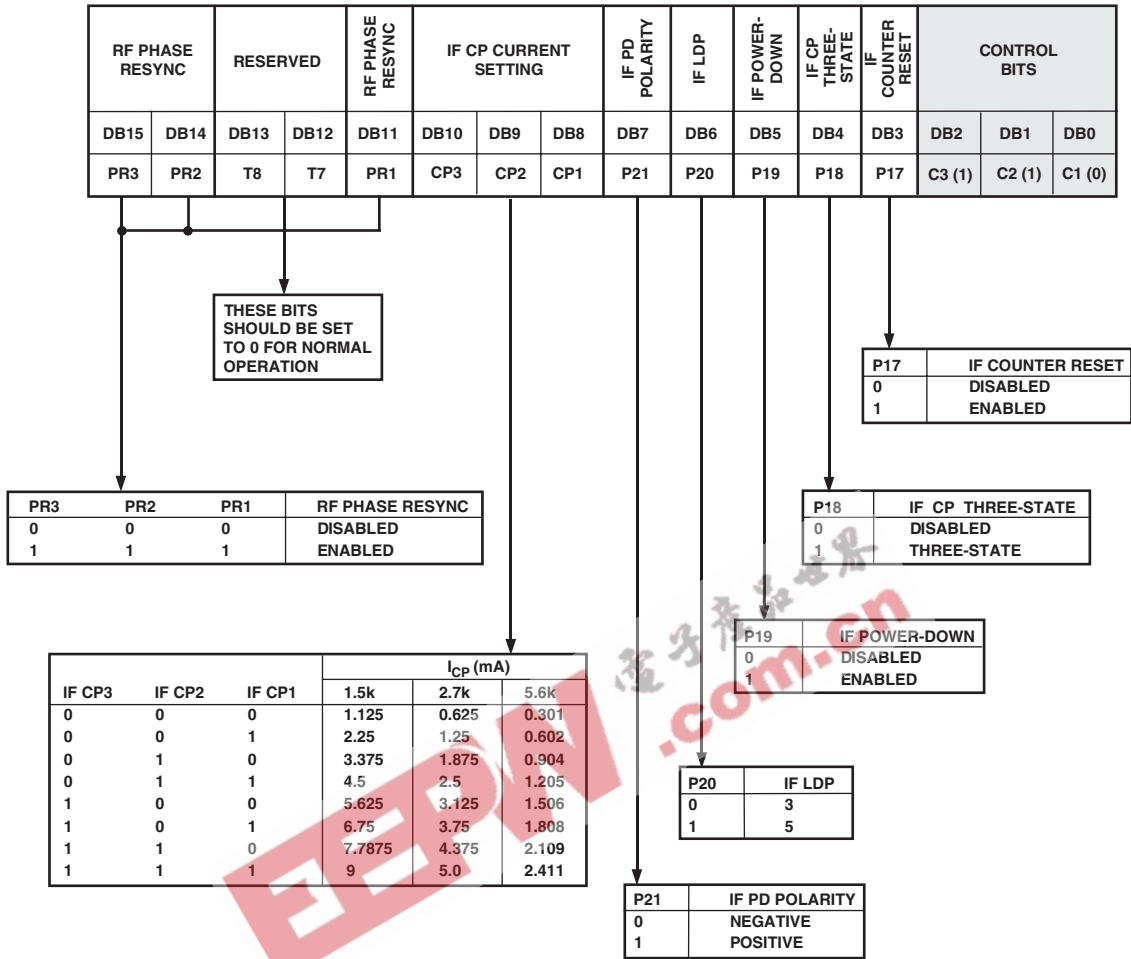 RF PHASE RESYNC
RESERVED
RF PHASE RESYNC
IF CP CURRENT SETTING
IF PD POLARITY
IF LDP
IF POWER-DOWN
IF CP THREE-STATE
IF COUNTER RESET
CONTROL BITS
DB15 DB14 DB13 DB12 DB11 DB10 DB9 DB8 DB7 DB6 DB5 DB4 DB3 DB2 DB1 DB0
PR3 PR2 T8 T7 PR1 CP3 CP2 CP1 P21 P20 P19 P18 P17 C3 (1) C2 (1) C1 (0)
THESE BITS
SHOULD BE SET
TO 0 FOR NORMAL
OPERATION
P17 IF COUNTER RESET
0 DISABLED
1 ENABLED
PR3 PR2 PR1 RF PHASE RESYNC
0 0 0 DISABLED
1 1 1 ENABLED
P18 IF CP THREE-STATE
0 DISABLED
1 THREE-STATE
P19 IF POWER-DOWN
0 DISABLED
1 ENABLED
ICP (mA)
IF CP3 IF CP2 IF CP1 1.5k 2.7k 5.6k
0 0 0 1.125 0.625 0.301
0 0 1 2.25 1.25 0.602
0 1 0 3.375 1.875 0.904
0 1 1 4.5 2.5 1.205
1 0 0 5.625 3.125 1.506
1 0 1 6.75 3.75 1.808
1 1 0 7.7875 4.375 2.109
1 1 1 9 5.0 2.411
P20 IF LDP
0 3
1 5
P21 IF PD POLARITY
0 NEGATIVE
1 POSITIVE
EEPW
.com.cn
電子產品世界